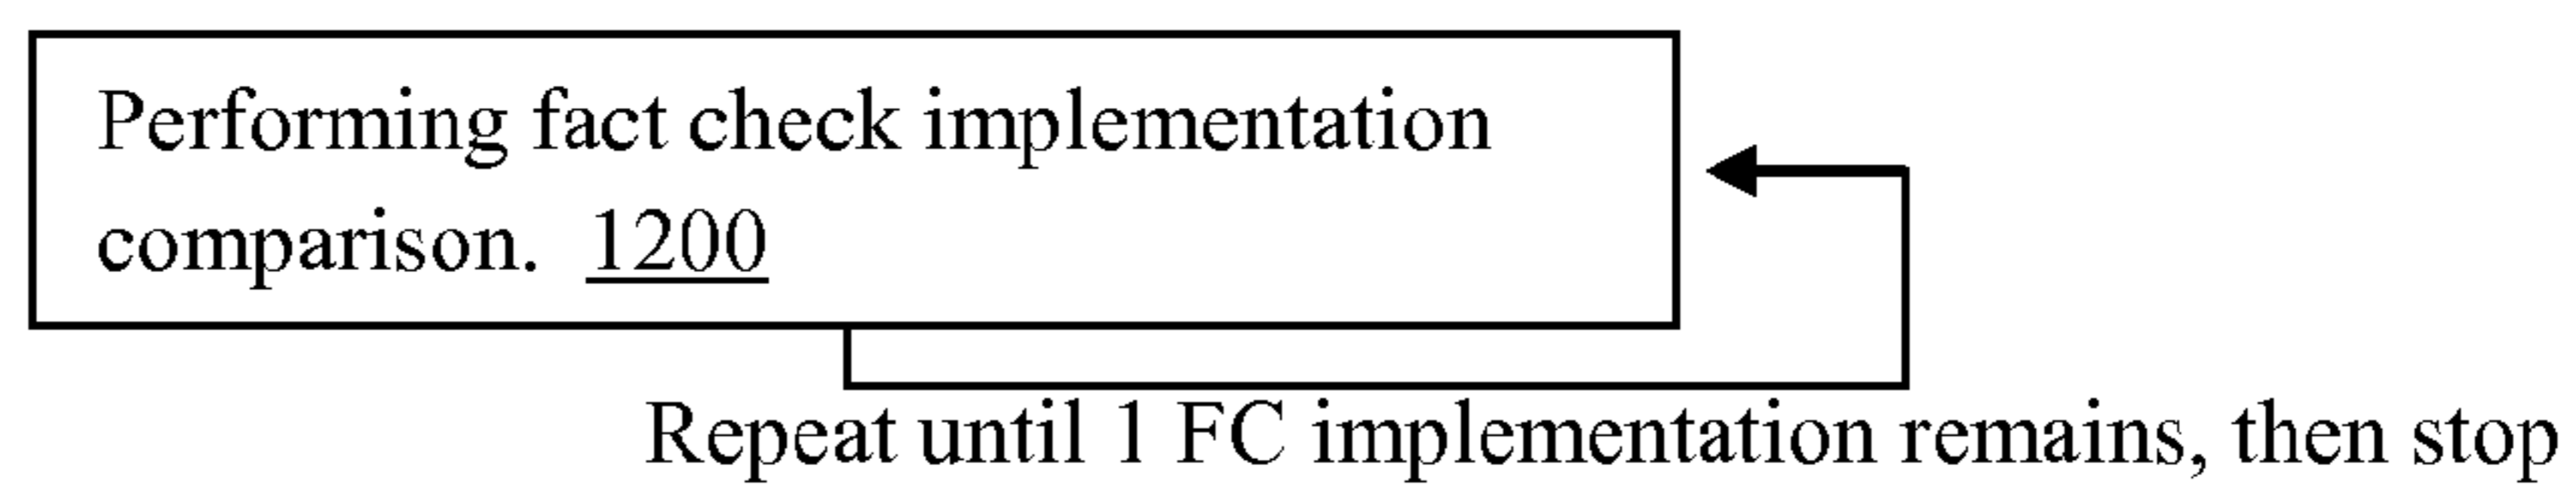 Performing fact check implementation
comparison. 1200
Repeat until 1 FC implementation remains, then stop